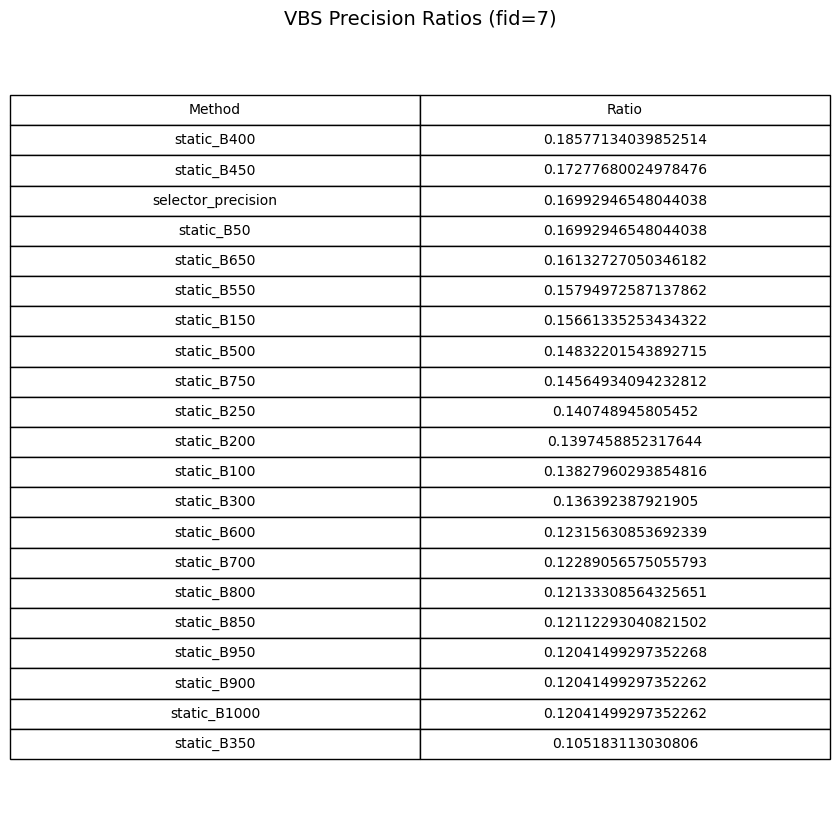 VBS Precision Ratios (fid=7)
Method Ratio
static_B400 0.18577134039852514
static_B450 0.17277680024978476
selector_precision 0.16992946548044038
static_B50 0.16992946548044038
static_B650 0.16132727050346182
static_B550 0.15794972587137862
static_B150 0.15661335253434322
static_B500 0.14832201543892715
static_B750 0.14564934094232812
static_B250 0.140748945805452
static_B200 0.1397458852317644
static_B100 0.13827960293854816
static_B300 0.136392387921905
static_B600 0.12315630853692339
static_B700 0.12289056575055793
static_B800 0.12133308564325651
static_B850 0.12112293040821502
static_B950 0.12041499297352268
static_B900 0.12041499297352262
static_B1000 0.12041499297352262
static_B350 0.105183113030806